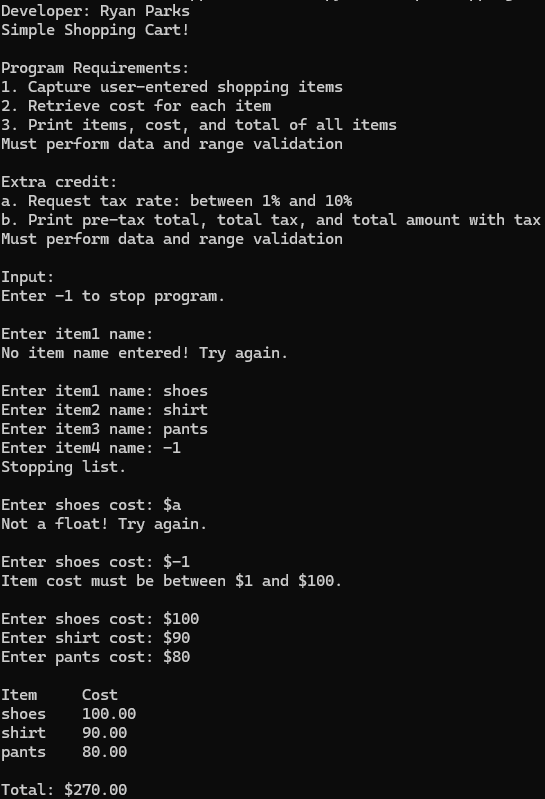 Developer: Ryan Parks
Simple Shopping Cart!
Program Requirements:
1. Capture user-entered shopping items
2. Retrieve cost for each item
3. Print items, cost, and total of all items
Must perform data and range validation
Extra credit:
a. Request tax rate: between 1% and 10%
b. Print pre-tax total, total tax, and total amount with tax
Must perform data and range validation
Input:
Enter -1 to stop program.
Enter item1 name:
No item name entered! Try again.
Enter item1 name: shoes
Enter item2 name: shirt
Enter item3 name: pants
Enter item4 name: -1
Stopping list.
Enter shoes cost: $a
Not a float! Try again.
Enter shoes cost: $-1
Item cost must be between $1 and $100.
Enter shoes cost: $100
Enter shirt cost: $90
Enter pants cost: $80
Item     Cost
shoes    100.00
shirt    90.00
pants    80.00
Total: $270.00